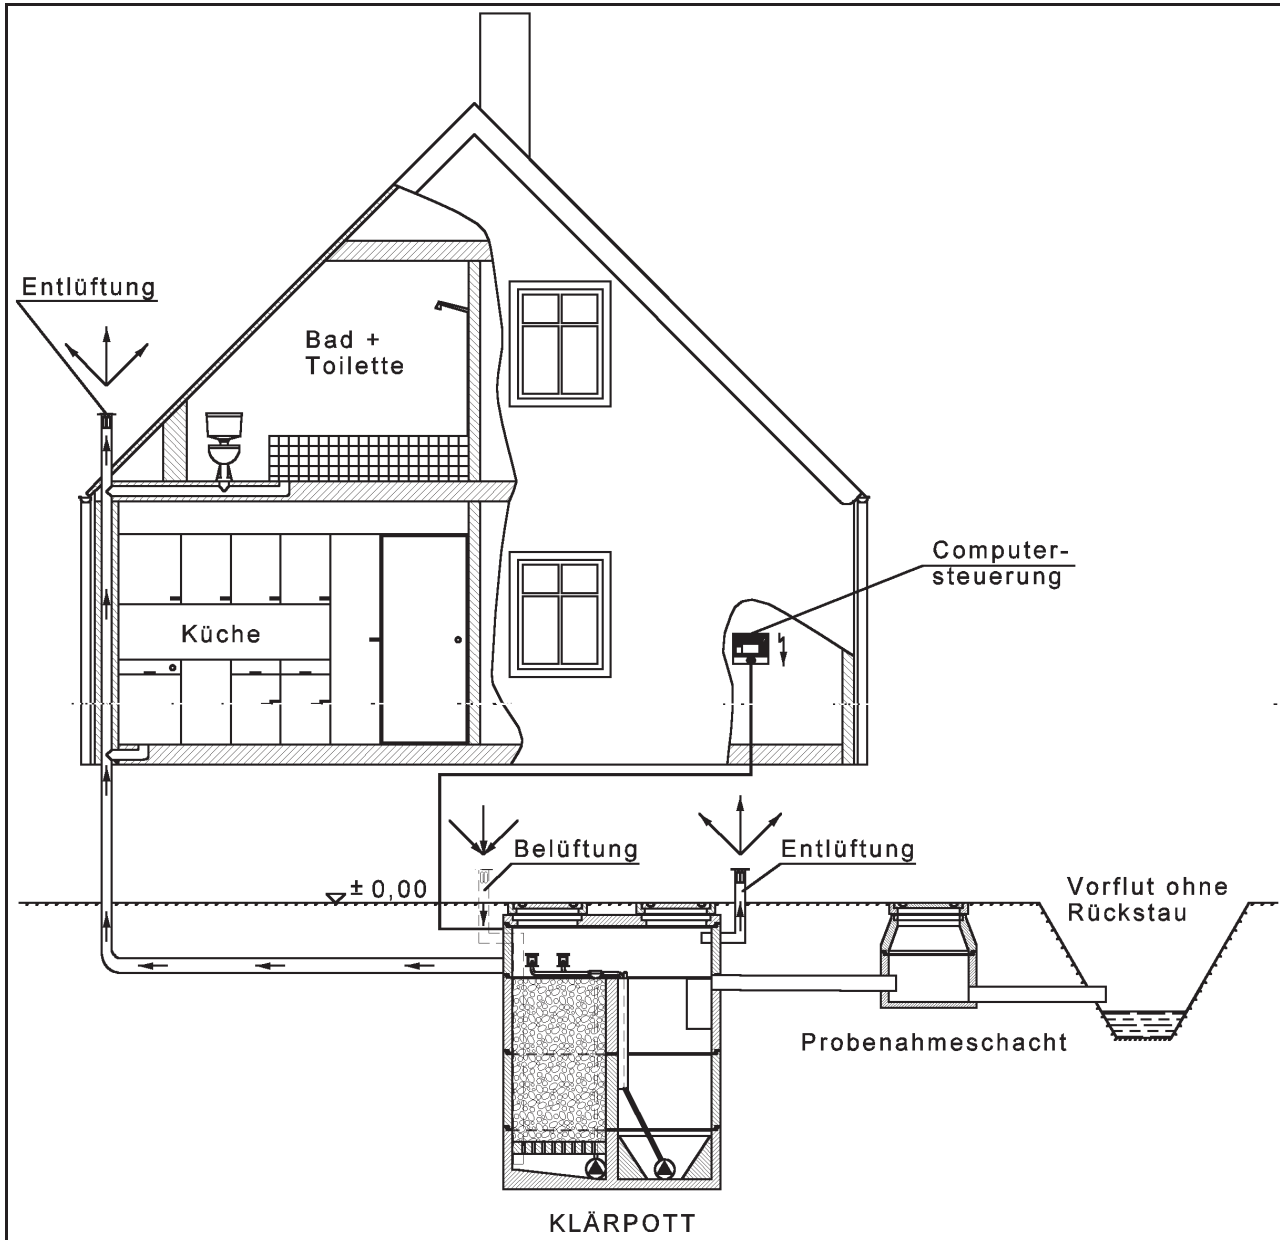 Entlüftung
Bad +
Toilette
Computer-
steuerung
Küche
Belüftung
Entlüftung
± 0,00
Vorflut ohne
Rückstau
Probenahmeschacht
KLÄRPOTT